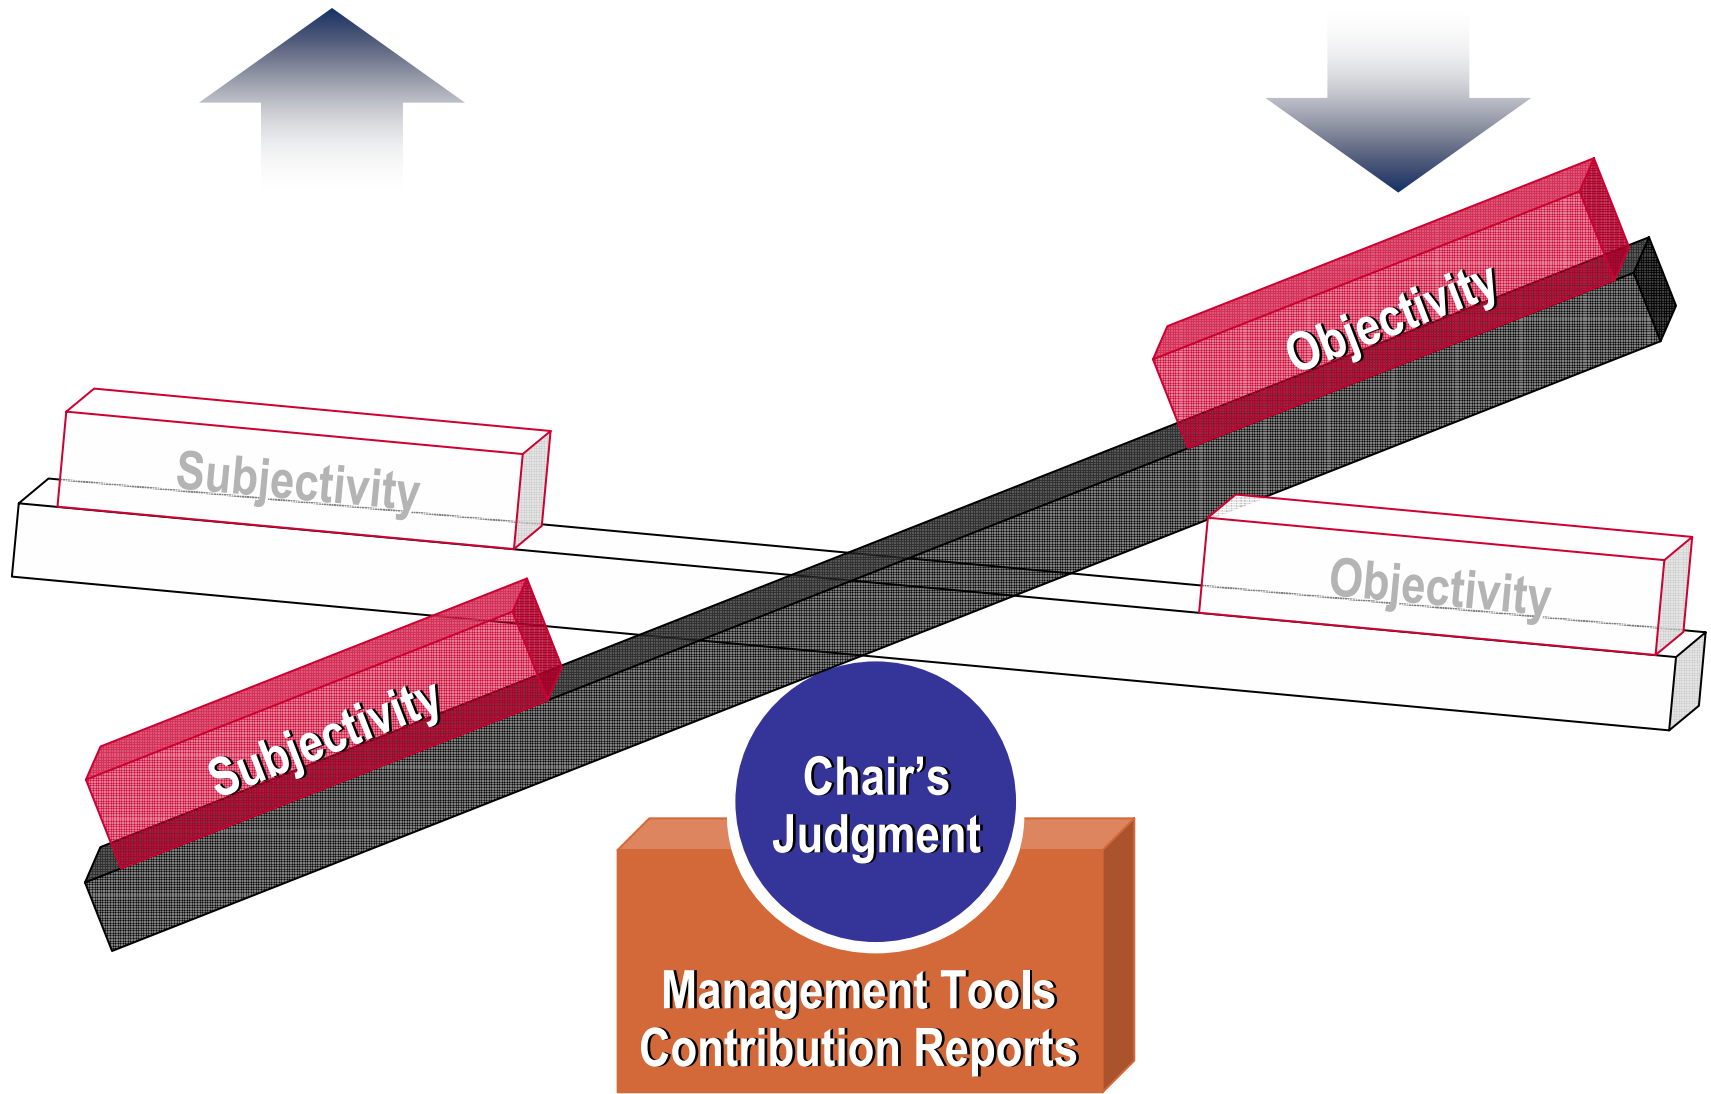 Objectivity
Subjectivity
Objectivity
Subjectivity
Chair’s
Judgment
Management Tools
Contribution Reports